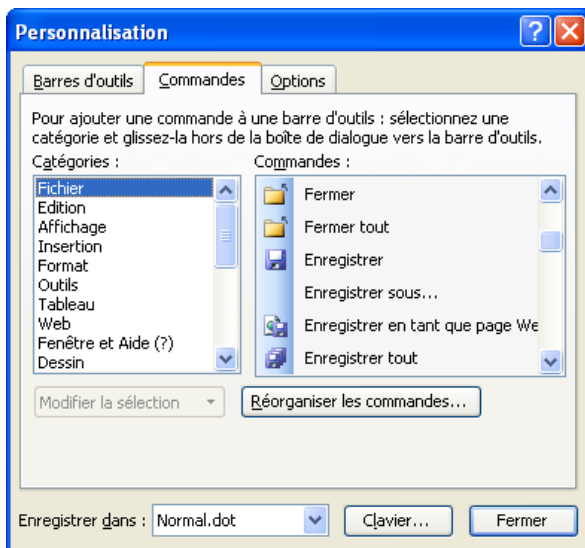 Personnalisation
Barres d'outils Commandes Options
Pour ajouter une commande à une barre d'outils : sélectionnez une
catégorie et glissez-la hors de la boîte de dialogue vers la barre d'outils.
Catégories : Commandes :
Fichier
Edition
Affichage
Insertion
Format
Outils
Tableau
Web
Fenêtre et Aide (?)
Dessin
Fermer
Fermer tout
Enregistrer
Enregistrer sous...
Enregistrer en tant que page We
Enregistrer tout
Modifier la sélection Réorganiser les commandes...
Enregistrer dans : Normal.dot Clavier... Fermer